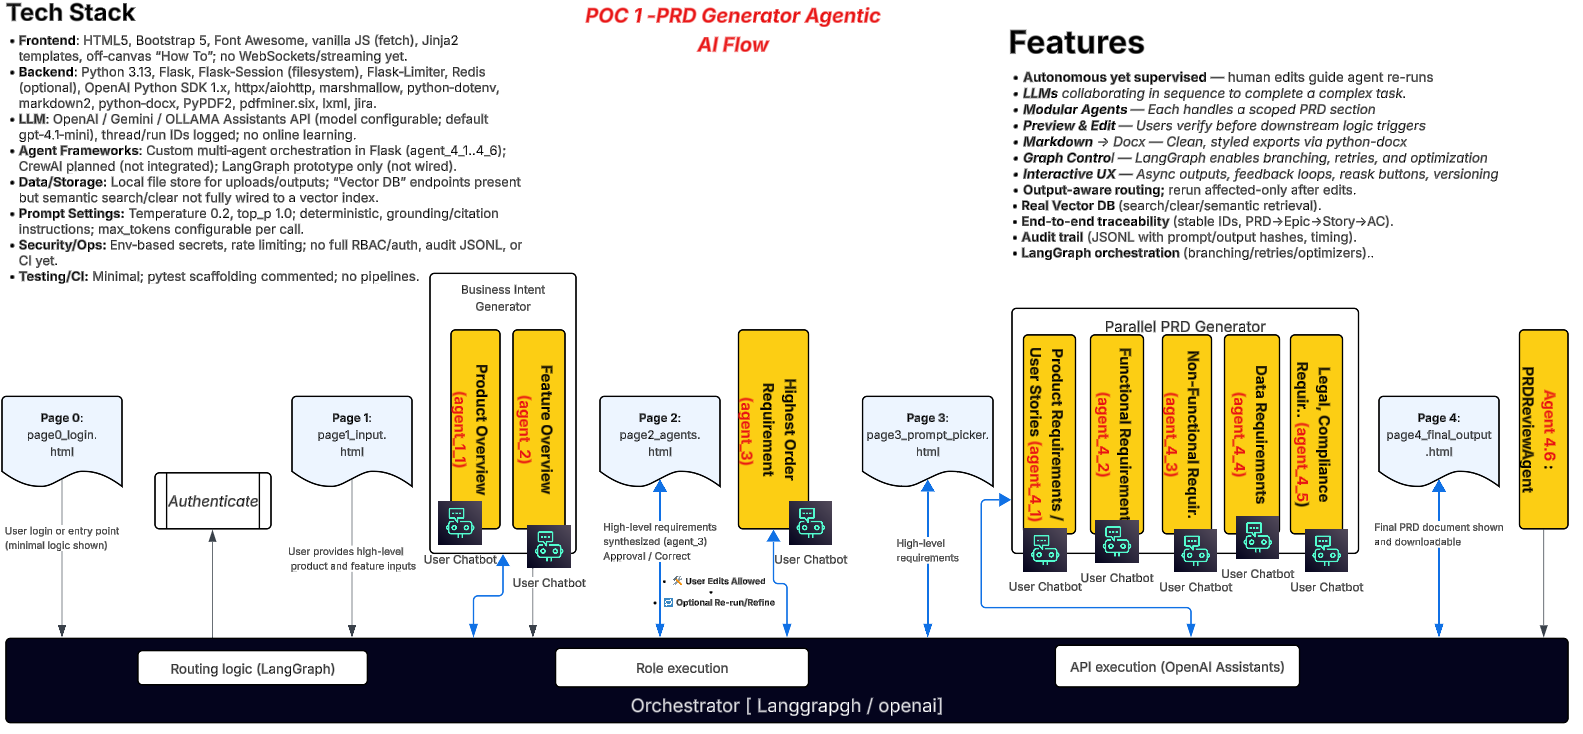 Tech Stack
• Frontend: HTML5, Bootstrap 5, Font Awesome, vanilla JS (fetch), Jinja2
templates, off-canvas “How To”; no WebSockets/streaming yet.
• Backend: Python 3.13, Flask, Flask-Session (filesystem), Flask-Limiter, Redis
(optional), OpenAI Python SDK 1.x, httpx/aiohttp, marshmallow, python-dotenv,
markdown2, python-docx, PyPDF2, pdfminer.six, lxml, jira.
• LLM: OpenAI / Gemini / OLLAMA Assistants API (model configurable; default
gpt-4.1-mini), thread/run IDs logged; no online learning.
• Agent Frameworks: Custom multi-agent orchestration in Flask (agent_4_1..4_6);
CrewAI planned (not integrated); LangGraph prototype only (not wired).
• Data/Storage: Local file store for uploads/outputs; “Vector DB” endpoints present
but semantic search/clear not fully wired to a vector index.
• Prompt Settings: Temperature 0.2, top_p 1.0; deterministic, grounding/citation
instructions; max_tokens configurable per call.
• Security/Ops: Env-based secrets, rate limiting; no full RBAC/auth, audit JSONL, or
CI yet.
• Testing/CI: Minimal; pytest scaffolding commented; no pipelines.
POC 1 -PRD Generator Agentic
AI Flow
Features
• Autonomous yet supervised — human edits guide agent re-runs
• LLMs collaborating in sequence to complete a complex task.
• Modular Agents — Each handles a scoped PRD section
• Preview & Edit — Users verify before downstream logic triggers
• Markdown → Docx — Clean, styled exports via python-docx
• Graph Control — LangGraph enables branching, retries, and optimization
• Interactive UX — Async outputs, feedback loops, reask buttons, versioning
• Output-aware routing; rerun affected-only after edits.
• Real Vector DB (search/clear/semantic retrieval).
• End-to-end traceability (stable IDs, PRD→Epic→Story→AC).
• Audit trail (JSONL with prompt/output hashes, timing).
• LangGraph orchestration (branching/retries/optimizers)..
Page 0:
page0_login.
html
User login or entry point
(minimal logic shown)
Authenticate
Page 1:
page1_input.
html
User provides high-level
product and feature inputs
Business Intent
Generator
Product Overview
(agent_1_1)
Feature Overview
(agent_2)
User Chatbot
User Chatbot
Page 2:
page2_agents.
html
High-level requirements
synthesized (agent_3)
Approval / Correct
• 🛠 User Edits Allowed
•
• 🔄 Optional Re-run/Refine
Highest Order
Requirement
(agent_3)
User Chatbot
Page 3:
page3_prompt_picker.
html
High-level
requirements
Parallel PRD Generator
Product Requirements /
User Stories (agent_4_1)
Functional Requirement
(agent_4_2)
Non-Functional Requir.
(agent_4_3)
Data Requirements
(agent_4_4)
Legal, Compliance
Requir.. (agent_4_5)
User Chatbot
User Chatbot
User Chatbot
User Chatbot
User Chatbot
Page 4:
page4_final_output
.html
Final PRD document shown
and downloadable
Agent 4.6 :
PRDReviewAgent
Routing logic (LangGraph)
Role execution
API execution (OpenAI Assistants)
Orchestrator [ Langgrapgh / openai]